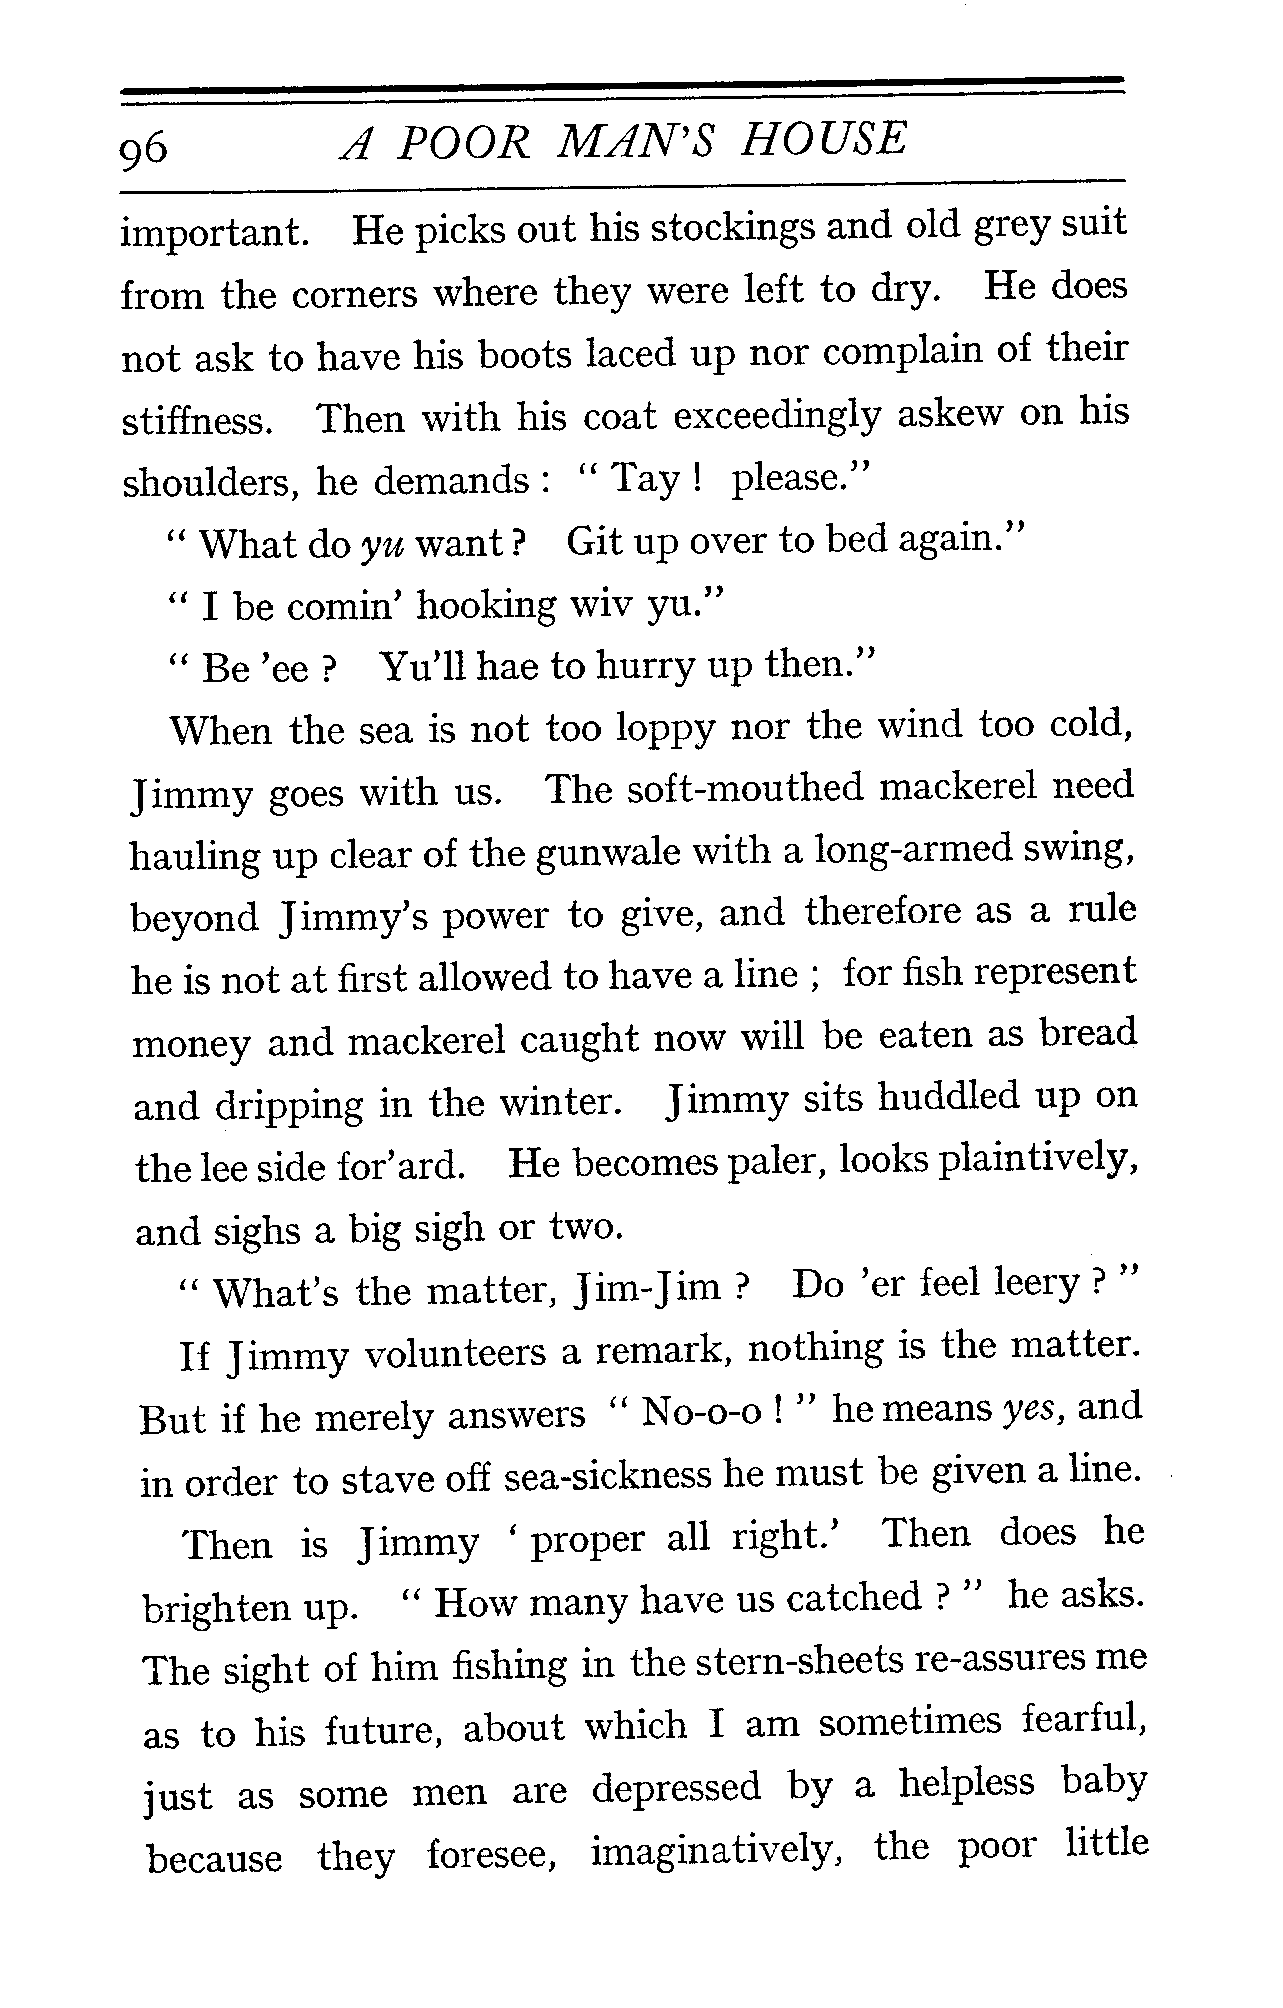 96 A POOR MAN'S HOUSE
important. He picks out his stockings and old grey suit
from the corners where they were left to dry. He does
not ask to have his boots laced up nor complain of their
stiffness. Then with his coat exceedingly askew on his
shoulders, he demands : “ Tay ! please.”
“ What do yu want ? Git up over to bed again.”
“ I be comin’ hooking wiv yu.”
“ Be ’ee ? Yu’ll hae to hurry up then.”
When the sea is not too loppy nor the wind too cold,
Jimmy goes with us. The soft-mouthed mackerel need
hauling up clear of the gunwale with a long-armed swing,
beyond Jimmy’s power to give, and therefore as a rule
he is not at first allowed to have a line ; for fish represent
money and mackerel caught now will be eaten as bread
and dripping in the winter. Jimmy sits huddled up on
the lee side for’ard. He becomes paler, looks plaintively,
and sighs a big sigh or two.
“ What’s the matter, Jim-Jim ? Do ’er feel leery ? ”
If Jimmy volunteers a remark, nothing is the matter.
But if he merely answers “ No-o-o ! ” he means yes, and
in order to stave off sea-sickness he must be given a line.
Then is Jimmy ‘ proper all right.’ Then does he
brighten up. “ How many have us catched ? ” he asks.
The sight of him fishing in the stern-sheets re-assures me
as to his future, about which I am sometimes fearful,
just as some men are depressed by a helpless baby
because they foresee, imaginatively, the poor little